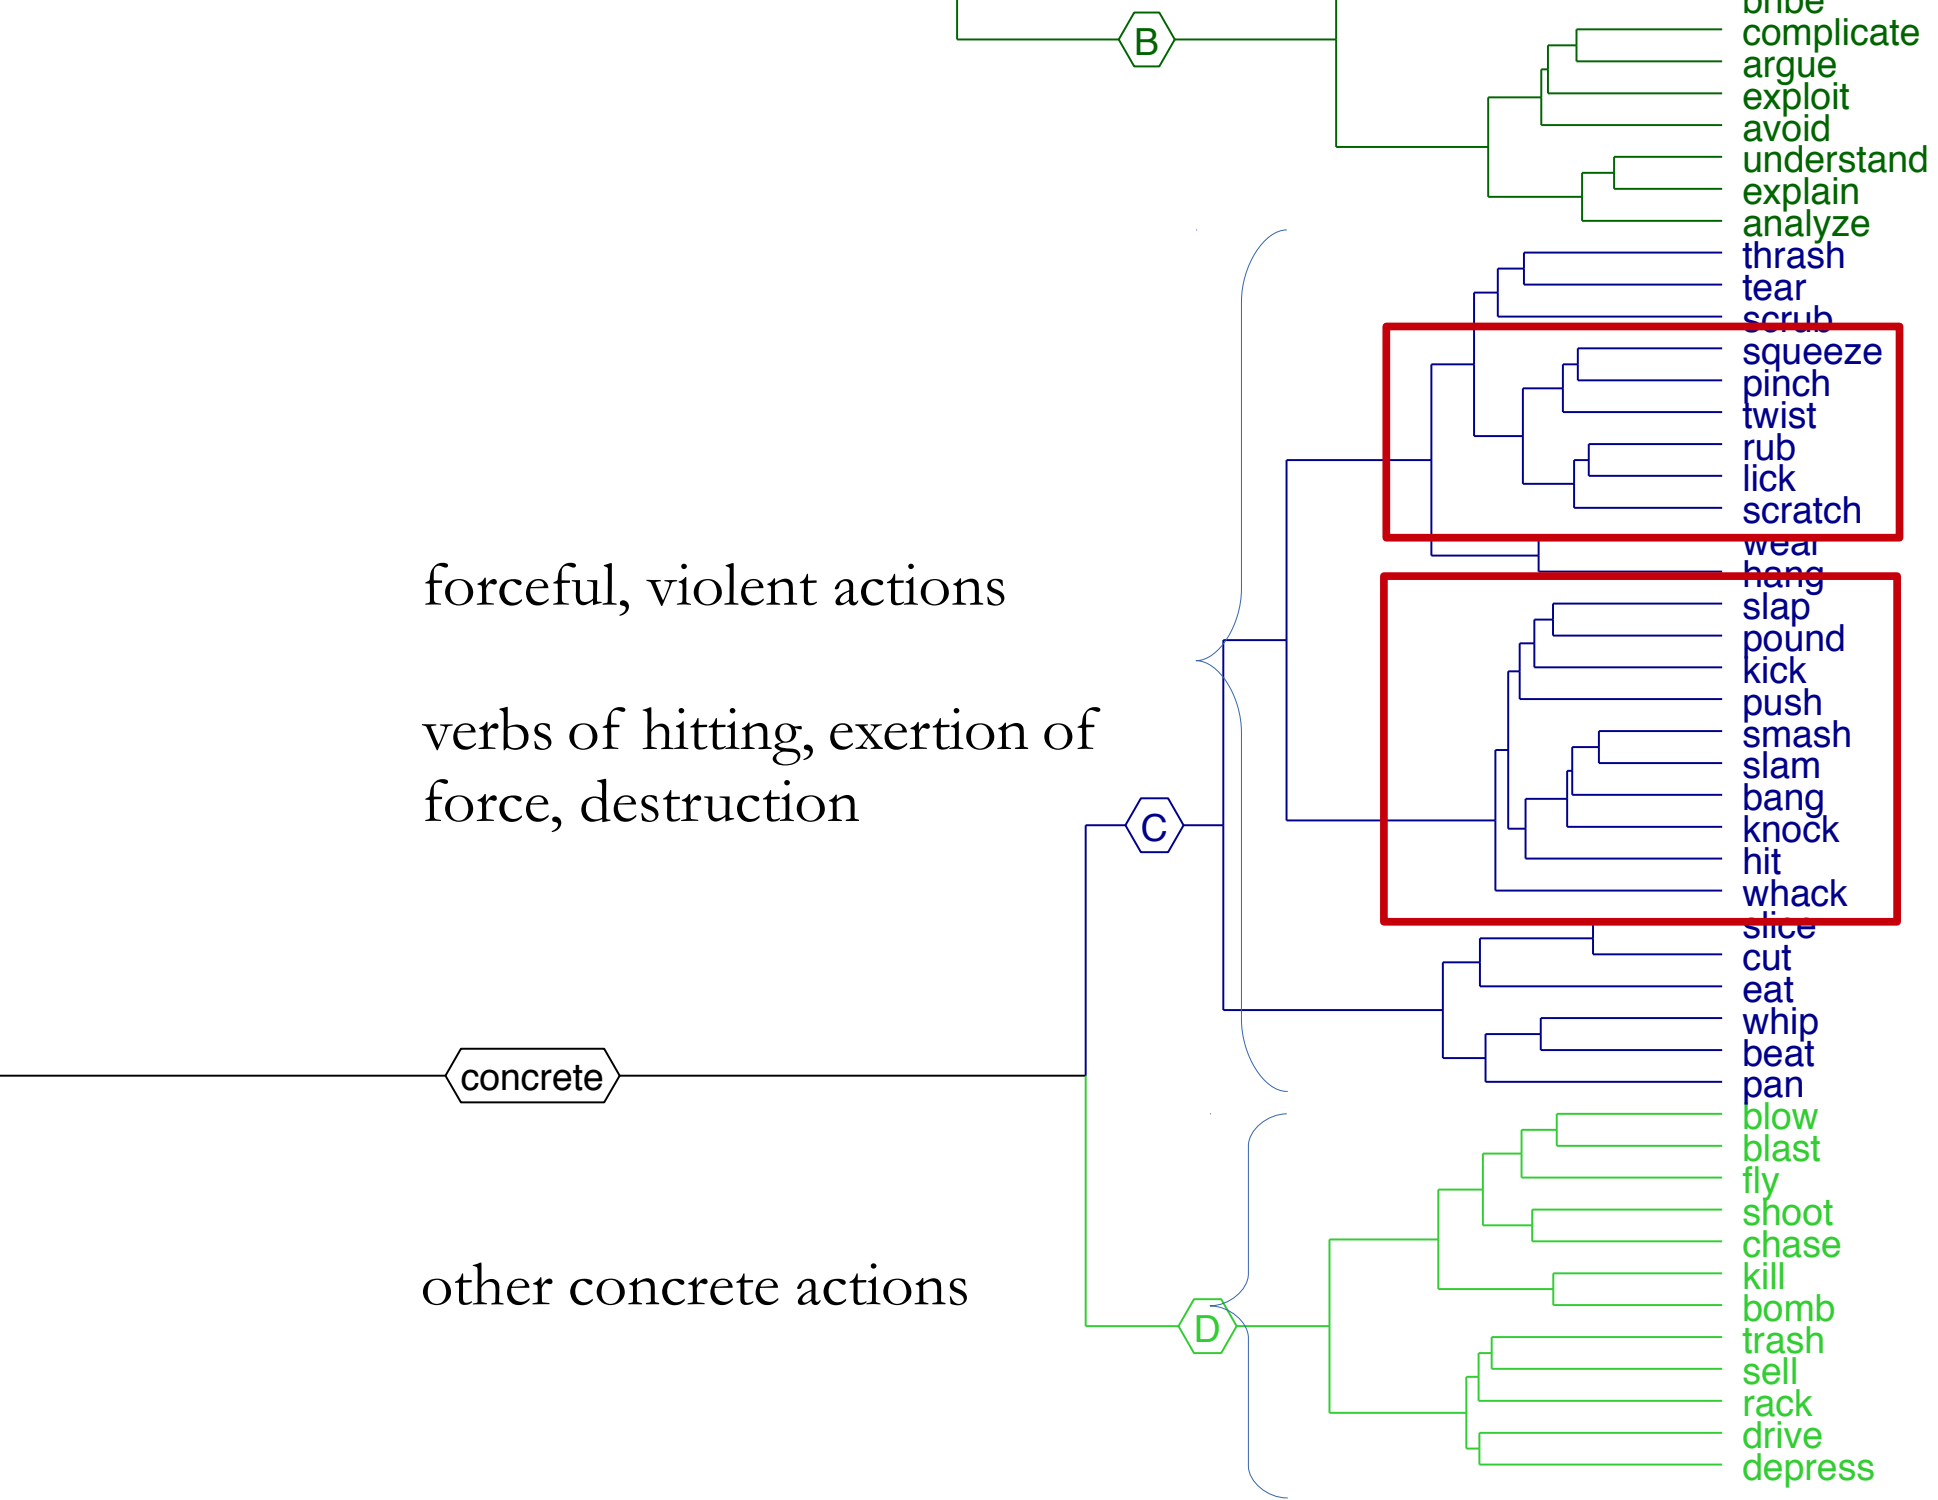 bribe
B
complicate
argue
exploit
avoid
understand
explain
analyze
thrash
tear
scrub
squeeze
pinch
twist
rub
lick
scratch
wear
hang
forceful, violent actions
slap
pound
kick
push
verbs of hitting, exertion of
force, destruction
smash
slam
bang
C
knock
hit
whack
slice
cut
eat
whip
beat
concrete
pan
blow
blast
fly
shoot
chase
kill
other concrete actions
bomb
D
trash
sell
rack
drive
depress